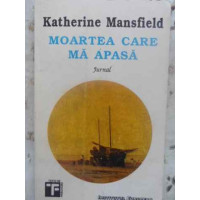 Katherine Mansfield
MOARTEA CARE
MĂ APASĂ
Jurnal